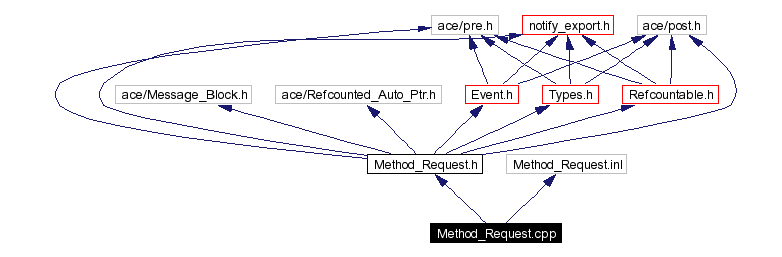 ace/pre.h
notify_export.h
ace/post.h
ace/Message_Block.h
ace/Refcounted_Auto_Ptr.h
Event.h
Types.h
Refcountable.h
Method_Request.h
Method_Request.inl
Method_Request.cpp